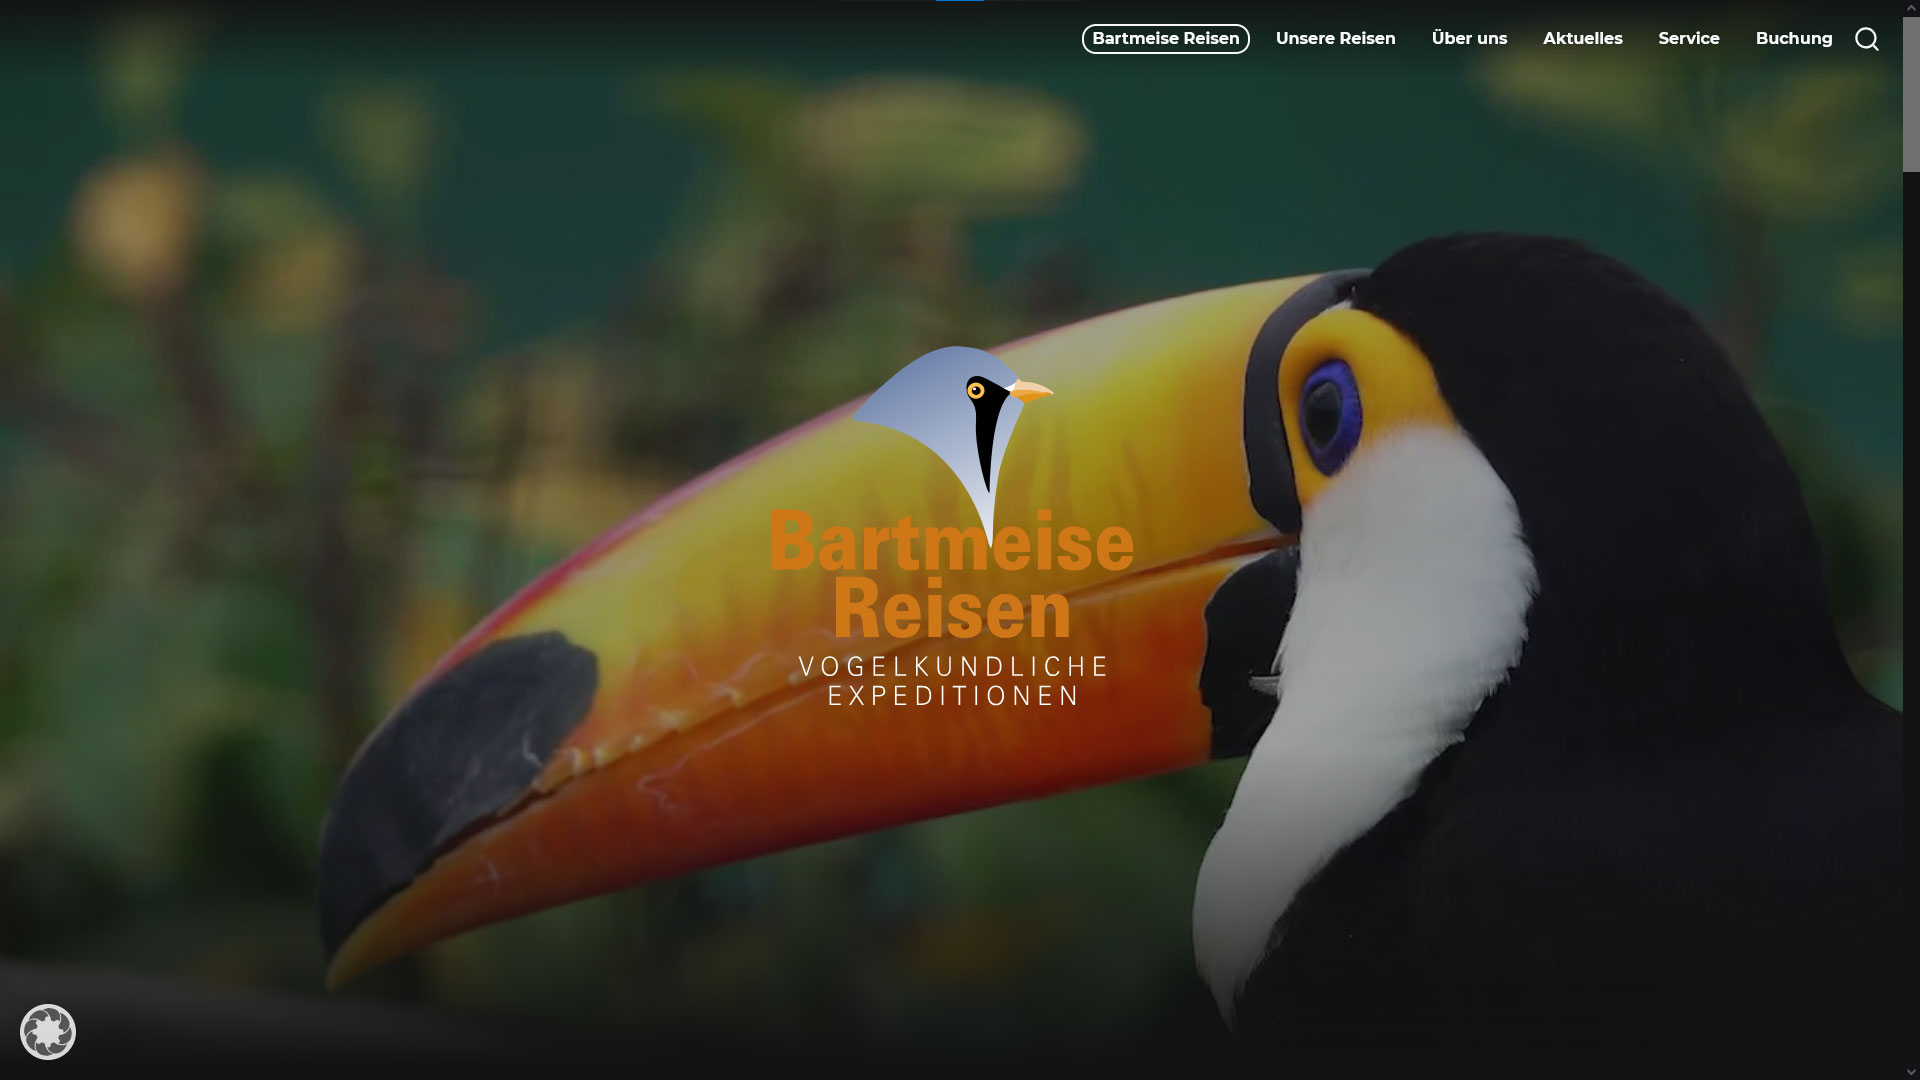 Bartmeise Reisen
Unsere Reisen
Über uns
Aktuelles
Service
Buchung
Bartmeise
Reisen
VOGELKUNDLICHE
EXPEDITIONEN